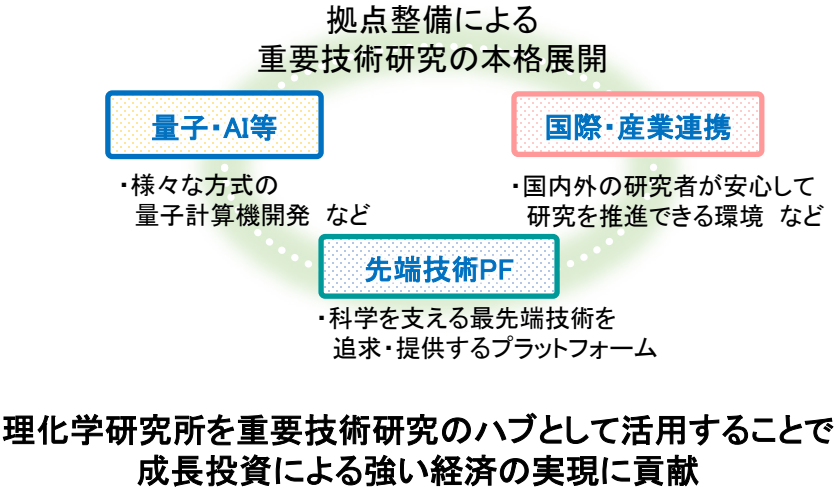 拠点整備による
重要技術研究の本格展開
量子・AI等
国際・産業連携
・様々な方式の
量子計算機開発 など
・国内外の研究者が安心して
研究を推進できる環境 など
先端技術PF
・科学を支える最先端技術を
追求・提供するプラットフォーム
理化学研究所を重要技術研究のハブとして活用することで
成長投資による強い経済の実現に貢献